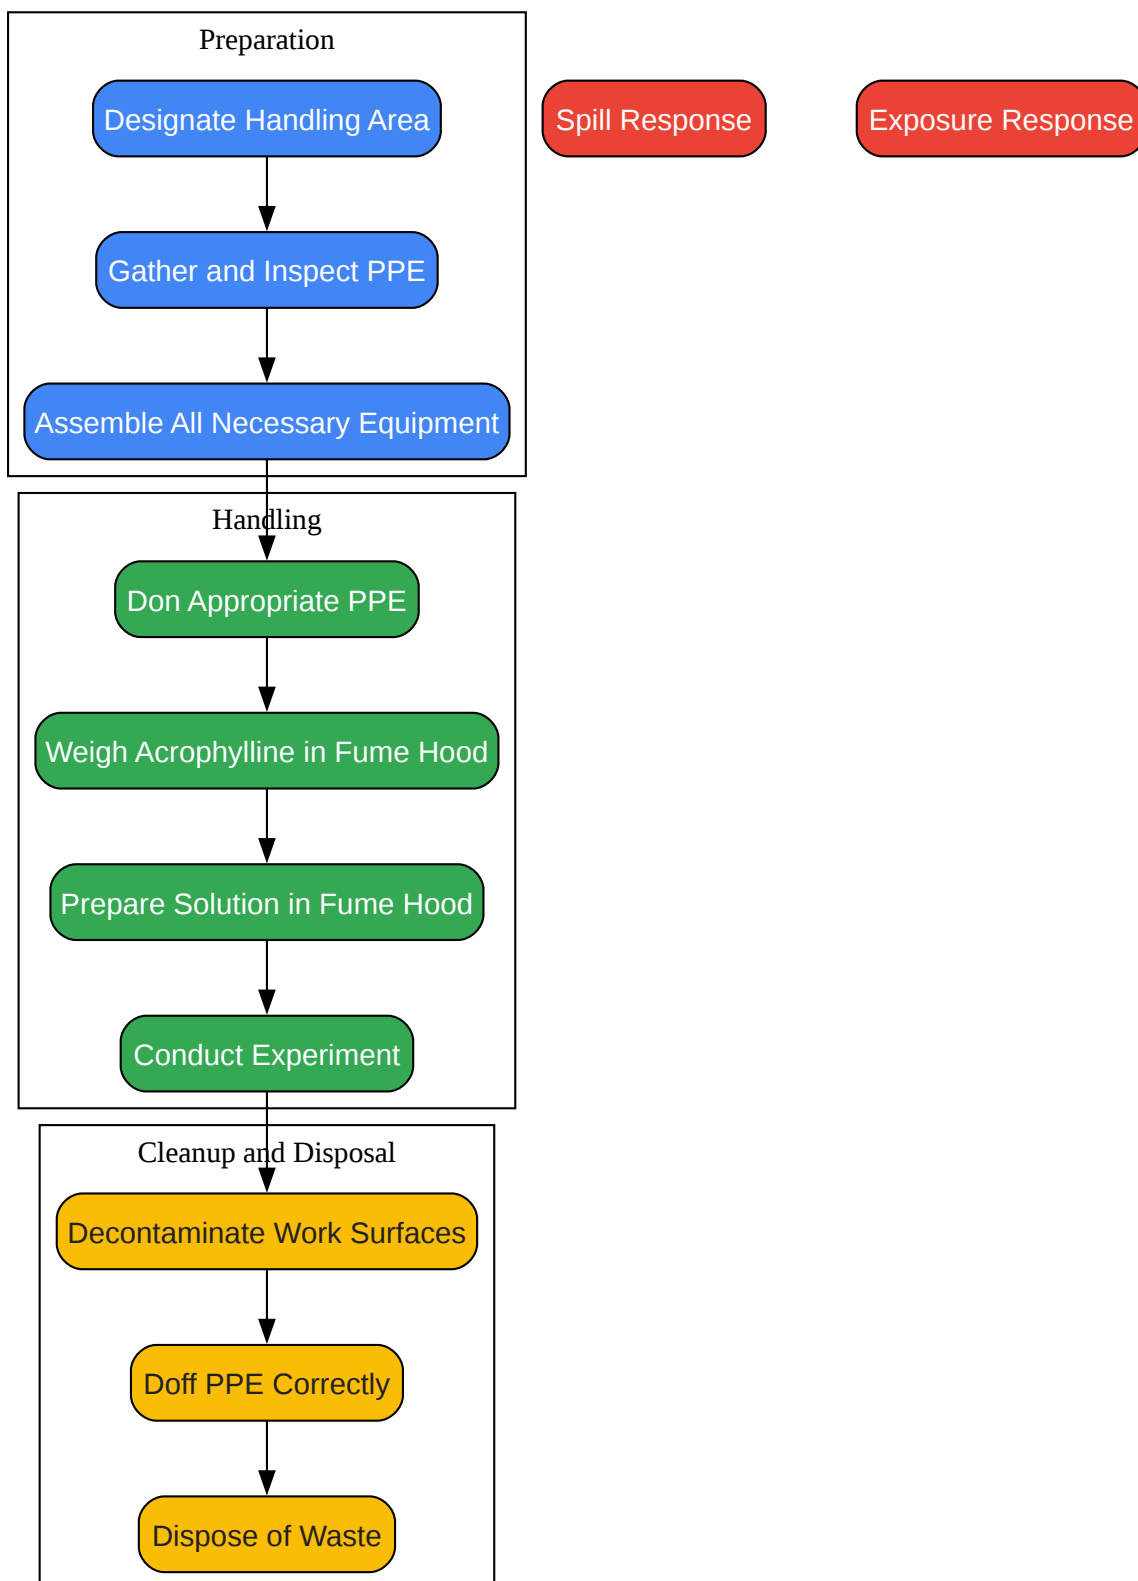 Preparation
Designate Handling Area
Spill Response
Exposure Response
Gather and Inspect PPE
Assemble All Necessary Equipment
Handling
Don Appropriate PPE
Weigh Acrophylline in Fume Hood
Prepare Solution in Fume Hood
Conduct Experiment
Cleanup and Disposal
Decontaminate Work Surfaces
Doff PPE Correctly
Dispose of Waste